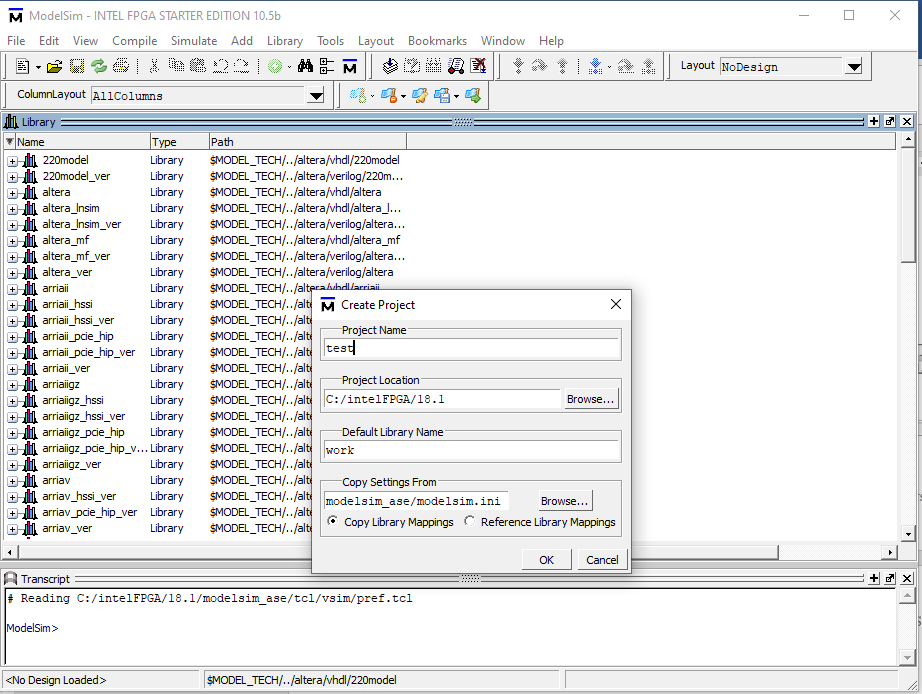 ModelSim - INTEL FPGA STARTER EDITION 10.5b
File Edit View Compile Simulate Add Library Tools Layout Bookmarks Window Help
Layout NoDesign
ColumnLayout AllColumns
Library
Name Type Path
220model Library $MODEL_TECH/../altera/vhdl/220model
220model_ver Library $MODEL_TECH/../altera/verilog/220m...
altera Library $MODEL_TECH/../altera/vhdl/altera
altera_lnsim Library $MODEL_TECH/../altera/vhdl/altera_l...
altera_lnsim_ver Library $MODEL_TECH/../altera/verilog/altera...
altera_mf Library $MODEL_TECH/../altera/vhdl/altera_mf
altera_mf_ver Library $MODEL_TECH/../altera/verilog/altera...
altera_ver Library $MODEL_TECH/../altera/verilog/altera
arriaii Library $MODEL_TECH/../altera/vhdl/arriaii
arriaii_hssi Library $MODEL_TECH/../alte
arriaii_hssi_ver Library $MODEL_TECH/../alte
arriaii_pcie_hip Library $MODEL_TECH/../alte
arriaii_pcie_hip_ver Library $MODEL_TECH/../alte
arriaii_ver Library $MODEL_TECH/../alte
arriaiigz Library $MODEL_TECH/../alte
arriaiigz_hssi Library $MODEL_TECH/../alte
arriaiigz_hssi_ver Library $MODEL_TECH/../alte
arriaiigz_pcie_hip Library $MODEL_TECH/../alte
arriaiigz_pcie_hip_v... Library $MODEL_TECH/../alte
arriaiigz_ver Library $MODEL_TECH/../alte
arriav Library $MODEL_TECH/../alte
arriav_hssi_ver Library $MODEL_TECH/../alte
arriav_pcie_hip_ver Library $MODEL_TECH/../alte
arriav_ver Library $MODEL_TECH/../alte
Create Project
Project Name
test
Project Location
C:/intelFPGA/18.1 Browse...
Default Library Name
work
Copy Settings From
modelsim_ase/modelsim.ini Browse...
Copy Library Mappings Reference Library Mappings
OK Cancel
Transcript
# Reading C:/intelFPGA/18.1/modelsim_ase/tcl/vsim/pref.tcl
ModelSim>
<No Design Loaded> $MODEL_TECH/../altera/vhdl/220model